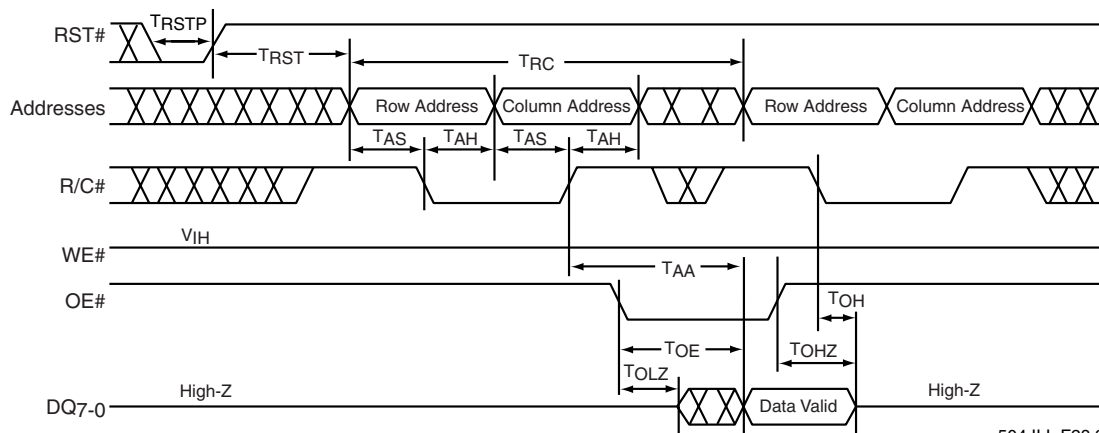 RST#
TRSTP
TRST
TRC
Addresses
Row Address
Column Address
Row Address
Column Address
TAS
TAH
TAS
TAH
R/C#
VIH
WE#
TAA
OE#
TOH
TOE
TOHZ
TOLZ
High-Z
High-Z
DQ7-0
Data Valid